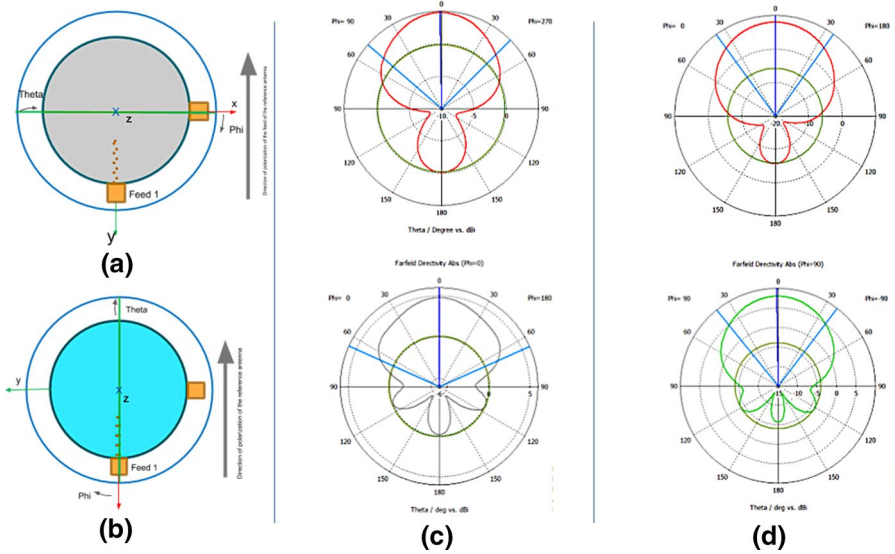 Theta
x
z
Phi
Feed 1
y
Direction of polarization of the feed of the reference antenna
(a)
Theta
y
z
Feed 1
Phi
Direction of polarization of the reference antenna
(b)
0
Phi= 90
30
30
Phi=270
60
60
90
-10
-5
0
90
120
120
150
150
180
Theta / Degree vs. dBi
Farfield Directivity Abs (Phi=0)
0
Phi= 0
30
30
Phi=180
60
60
90
0
5
90
120
120
150
150
180
Theta / deg vs. dBi
(c)
0
Phi= 0
30
30
Phi=180
60
60
90
-20
-10
0
90
120
120
150
150
180
Theta / Degree vs. dBi
Farfield Directivity Abs (Phi=90)
0
Phi= 90
30
30
Phi=-90
60
60
90
-5
5
90
120
120
150
150
180
Theta / deg vs. dBi
(d)